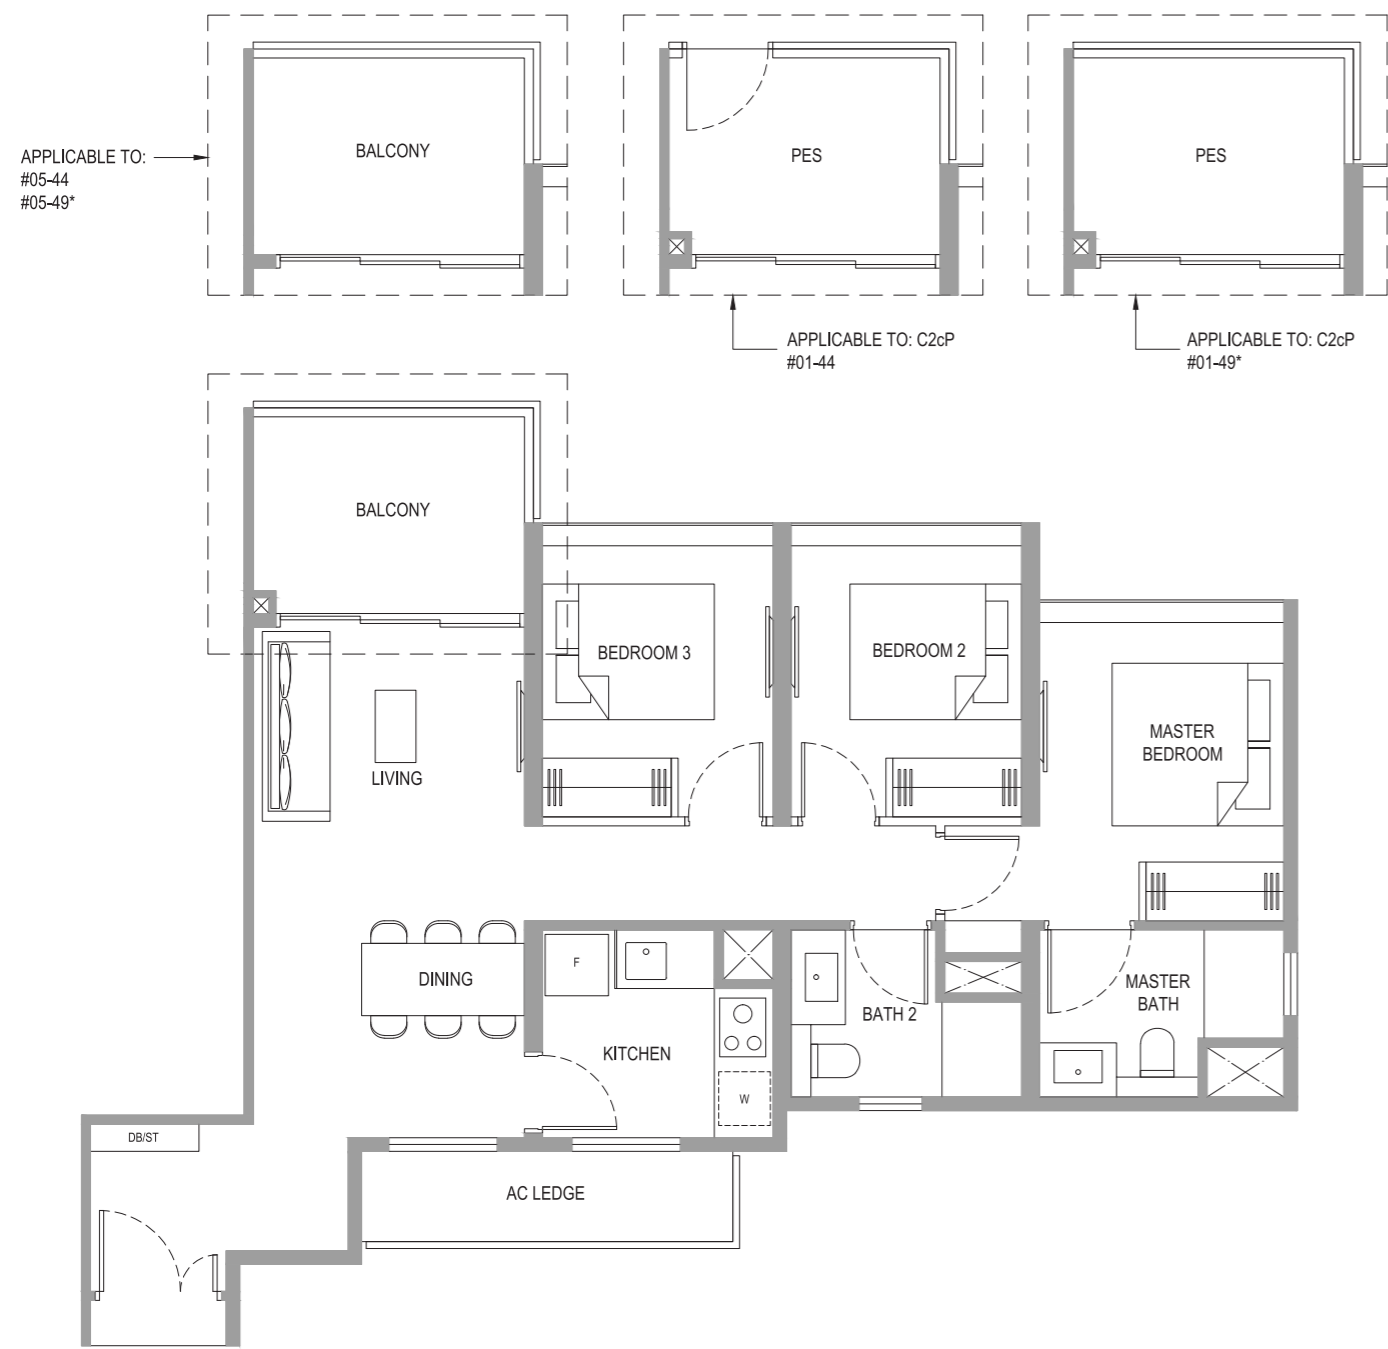 APPLICABLE TO:
#05-44
#05-49*
BALCONY
PES
PES
APPLICABLE TO: C2cP
#01-44
APPLICABLE TO: C2cP
#01-49*
BALCONY
BEDROOM 3
BEDROOM 2
MASTER
BEDROOM
LIVING
DINING
F
KITCHEN
W
BATH 2
MASTER
BATH
DB/ST
AC LEDGE